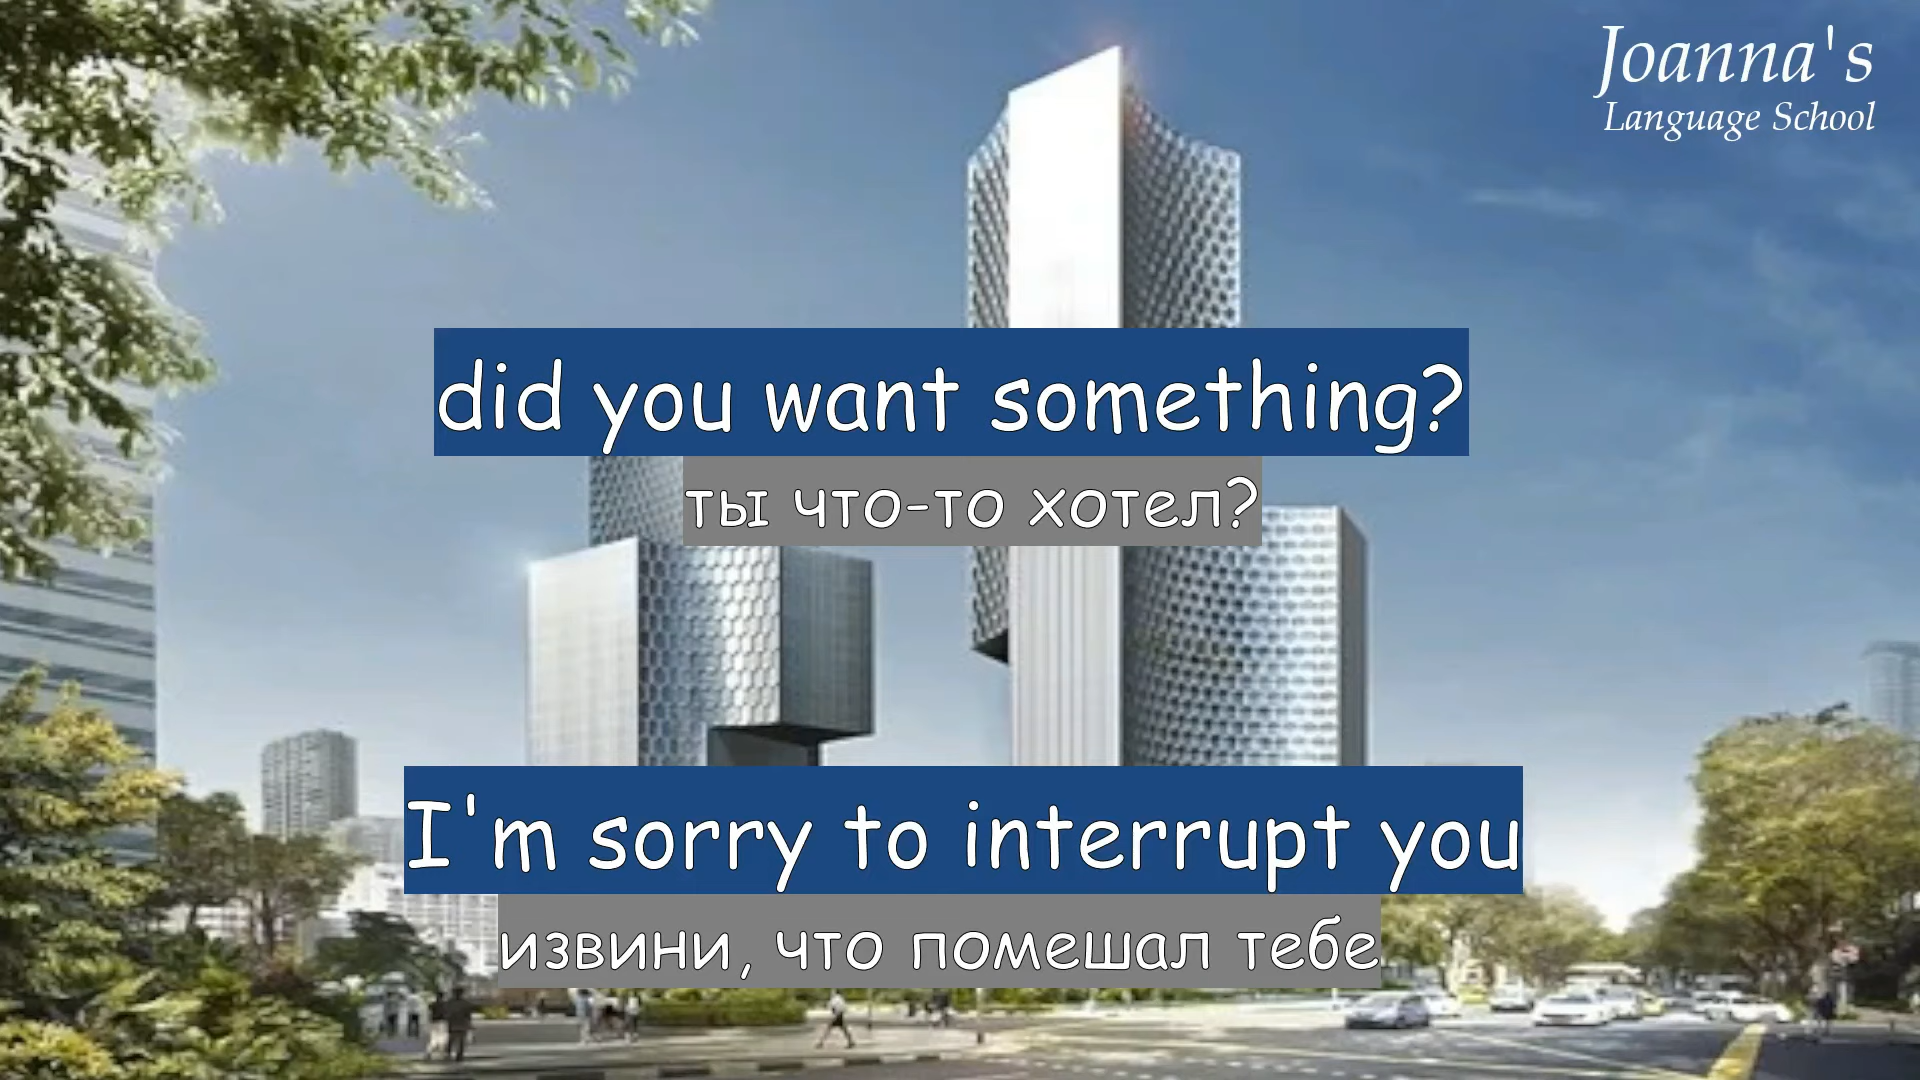 Joanna's
Language School
did you want something?
ты что-то хотел?
I'm sorry to interrupt you
извини, что помешал тебе